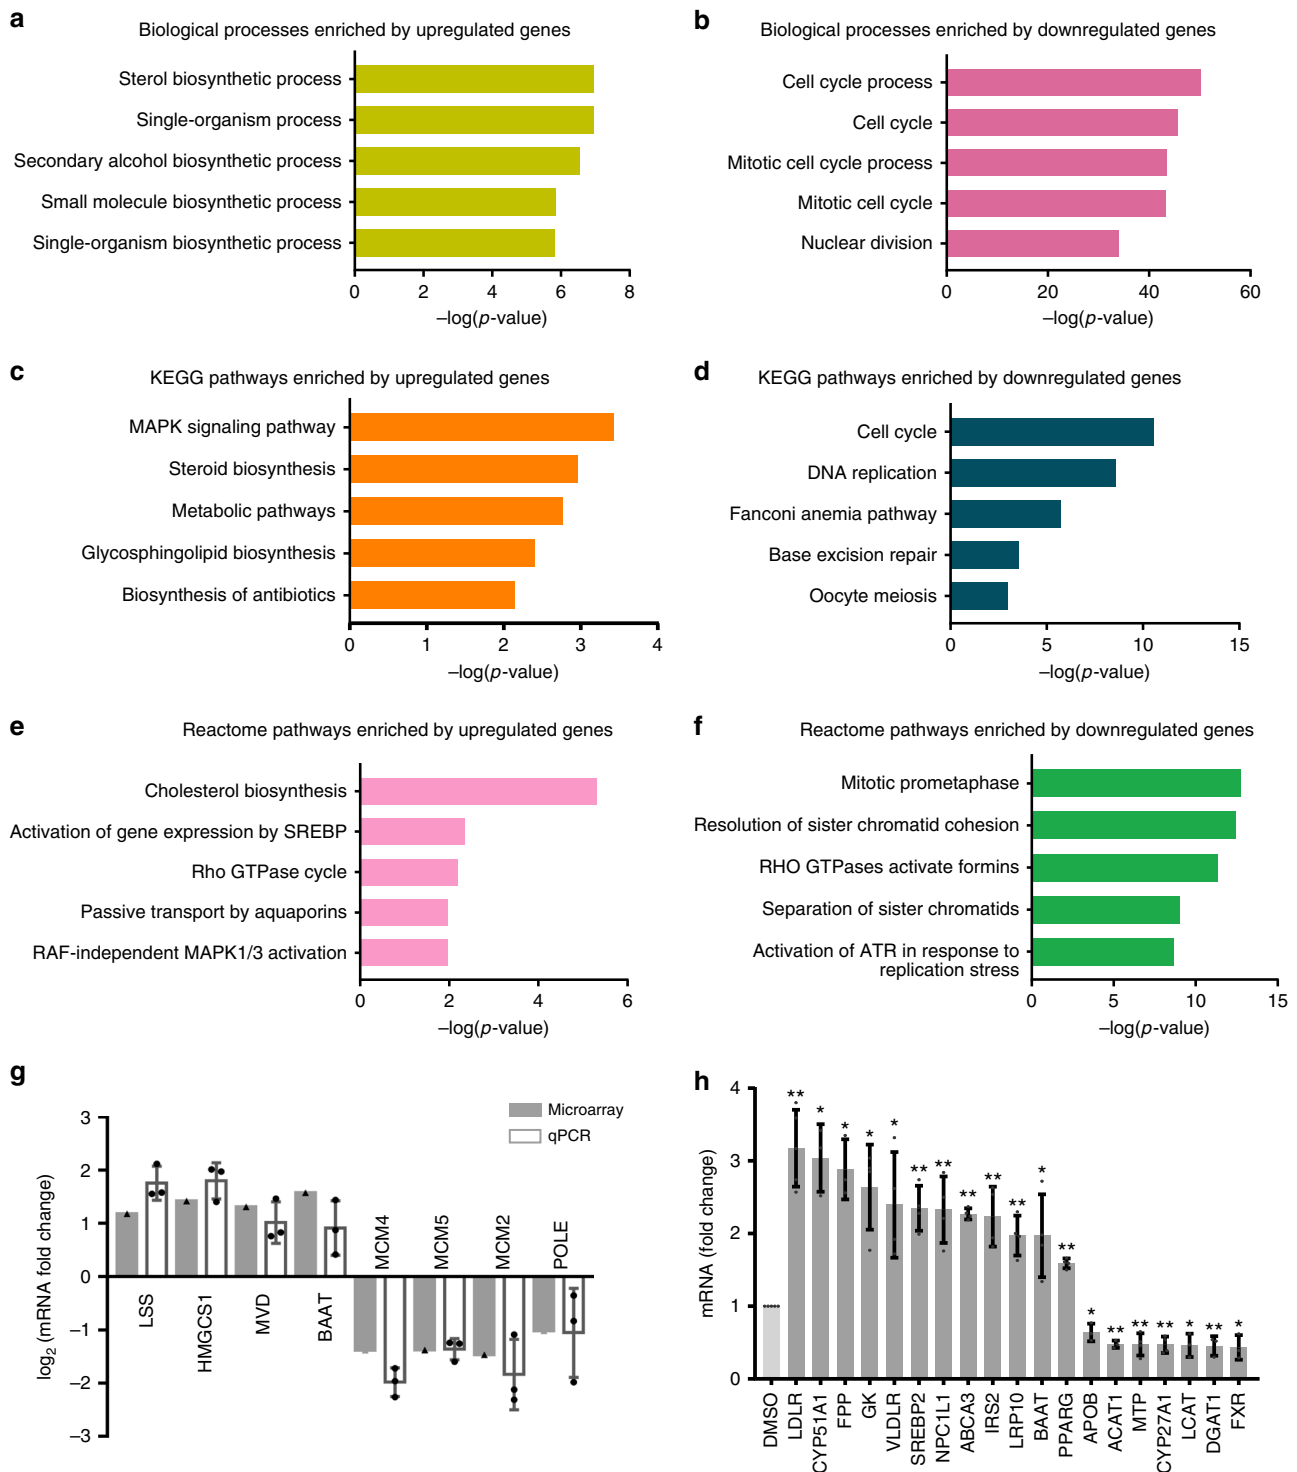 a
Biological processes enriched by upregulated genes
Sterol biosynthetic process
Single-organism process
Secondary alcohol biosynthetic process
Small molecule biosynthetic process
Single-organism biosynthetic process
0 2 4 6 8
–log(p-value)
b
Biological processes enriched by downregulated genes
Cell cycle process
Cell cycle
Mitotic cell cycle process
Mitotic cell cycle
Nuclear division
0 20 40 60
–log(p-value)
c
KEGG pathways enriched by upregulated genes
MAPK signaling pathway
Steroid biosynthesis
Metabolic pathways
Glycosphingolipid biosynthesis
Biosynthesis of antibiotics
0 1 2 3 4
–log(p-value)
d
KEGG pathways enriched by downregulated genes
Cell cycle
DNA replication
Fanconi anemia pathway
Base excision repair
Oocyte meiosis
0 5 10 15
–log(p-value)
e
Reactome pathways enriched by upregulated genes
Cholesterol biosynthesis
Activation of gene expression by SREBP
Rho GTPase cycle
Passive transport by aquaporins
RAF-independent MAPK1/3 activation
0 2 4 6
–log(p-value)
f
Reactome pathways enriched by downregulated genes
Mitotic prometaphase
Resolution of sister chromatid cohesion
RHO GTPases activate formins
Separation of sister chromatids
Activation of ATR in response to
replication stress
0 5 10 15
–log(p-value)
g
log2 (mRNA fold change)
3
2
1
0
–1
–2
–3
Microarray
qPCR
LSS
HMGCS1
MVD
BAAT
MCM4
MCM5
MCM2
POLE
h
mRNA (fold change)
4
3
2
1
0
** * * * * ** ** ** ** ** * ** * ** ** ** * ** *
DMSO
LDLR
CYP51A1
FPP
GK
VLDLR
SREBP2
NPC1L1
ABCA3
IRS2
LRP10
BAAT
PPARG
APOB
ACAT1
MTP
CYP27A1
LCAT
DGAT1
FXR